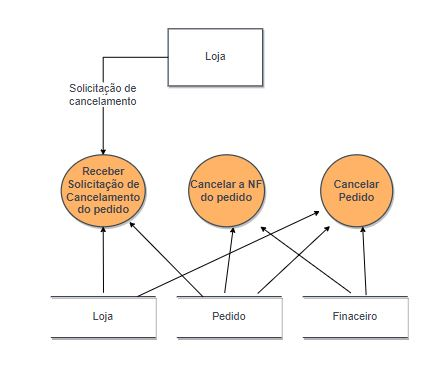 Loja
Solicitação de
cancelamento
Receber
Solicitação de
Cancelamento
do pedido
Cancelar a NF
do pedido
Cancelar
Pedido
Loja
Pedido
Finaceiro